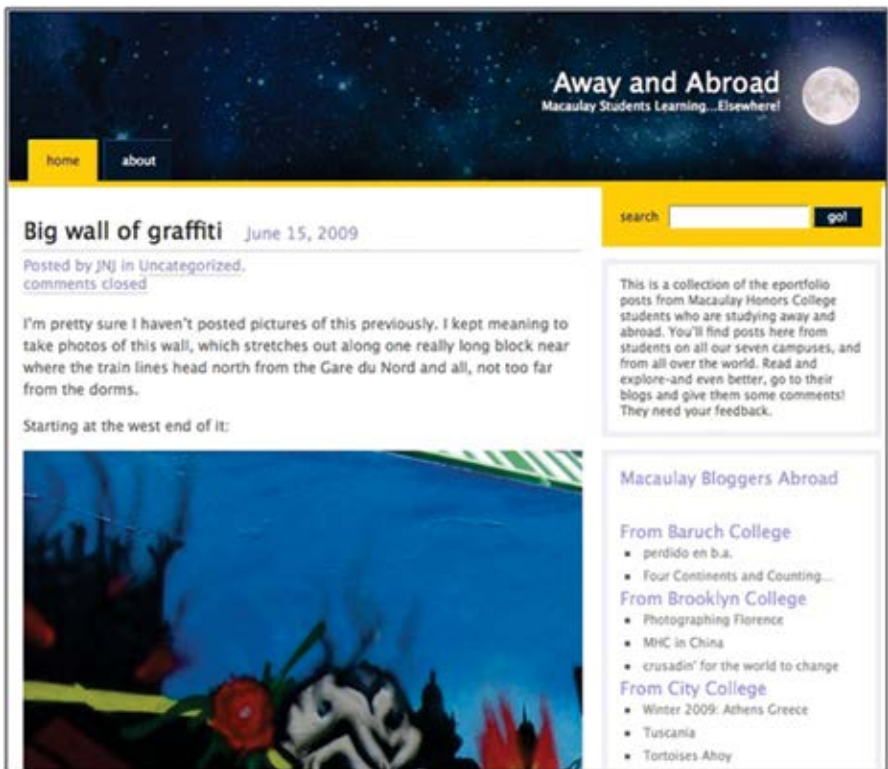 Away and Abroad
Macaulay Students Learning...Elsewhere!
home
about
Big wall of graffiti June 15, 2009
Posted by JNJ in Uncategorized.
comments closed
I'm pretty sure I haven't posted pictures of this previously. I kept meaning to
take photos of this wall, which stretches out along one really long block near
where the train lines head north from the Gare du Nord and all, not too far
from the dorms.
Starting at the west end of it:
search
go!
This is a collection of the eportfolio
posts from Macaulay Honors College
students who are studying away and
abroad. You'll find posts here from
students on all our seven campuses, and
from all over the world. Read and
explore-and even better, go to their
blogs and give them some comments!
They need your feedback.
Macaulay Bloggers Abroad
From Baruch College
perdido en b.a.
Four Continents and Counting...
From Brooklyn College
Photographing Florence
MHC in China
crusadin' for the world to change
From City College
Winter 2009: Athens Greece
Tuscania
Tortoises Ahoy